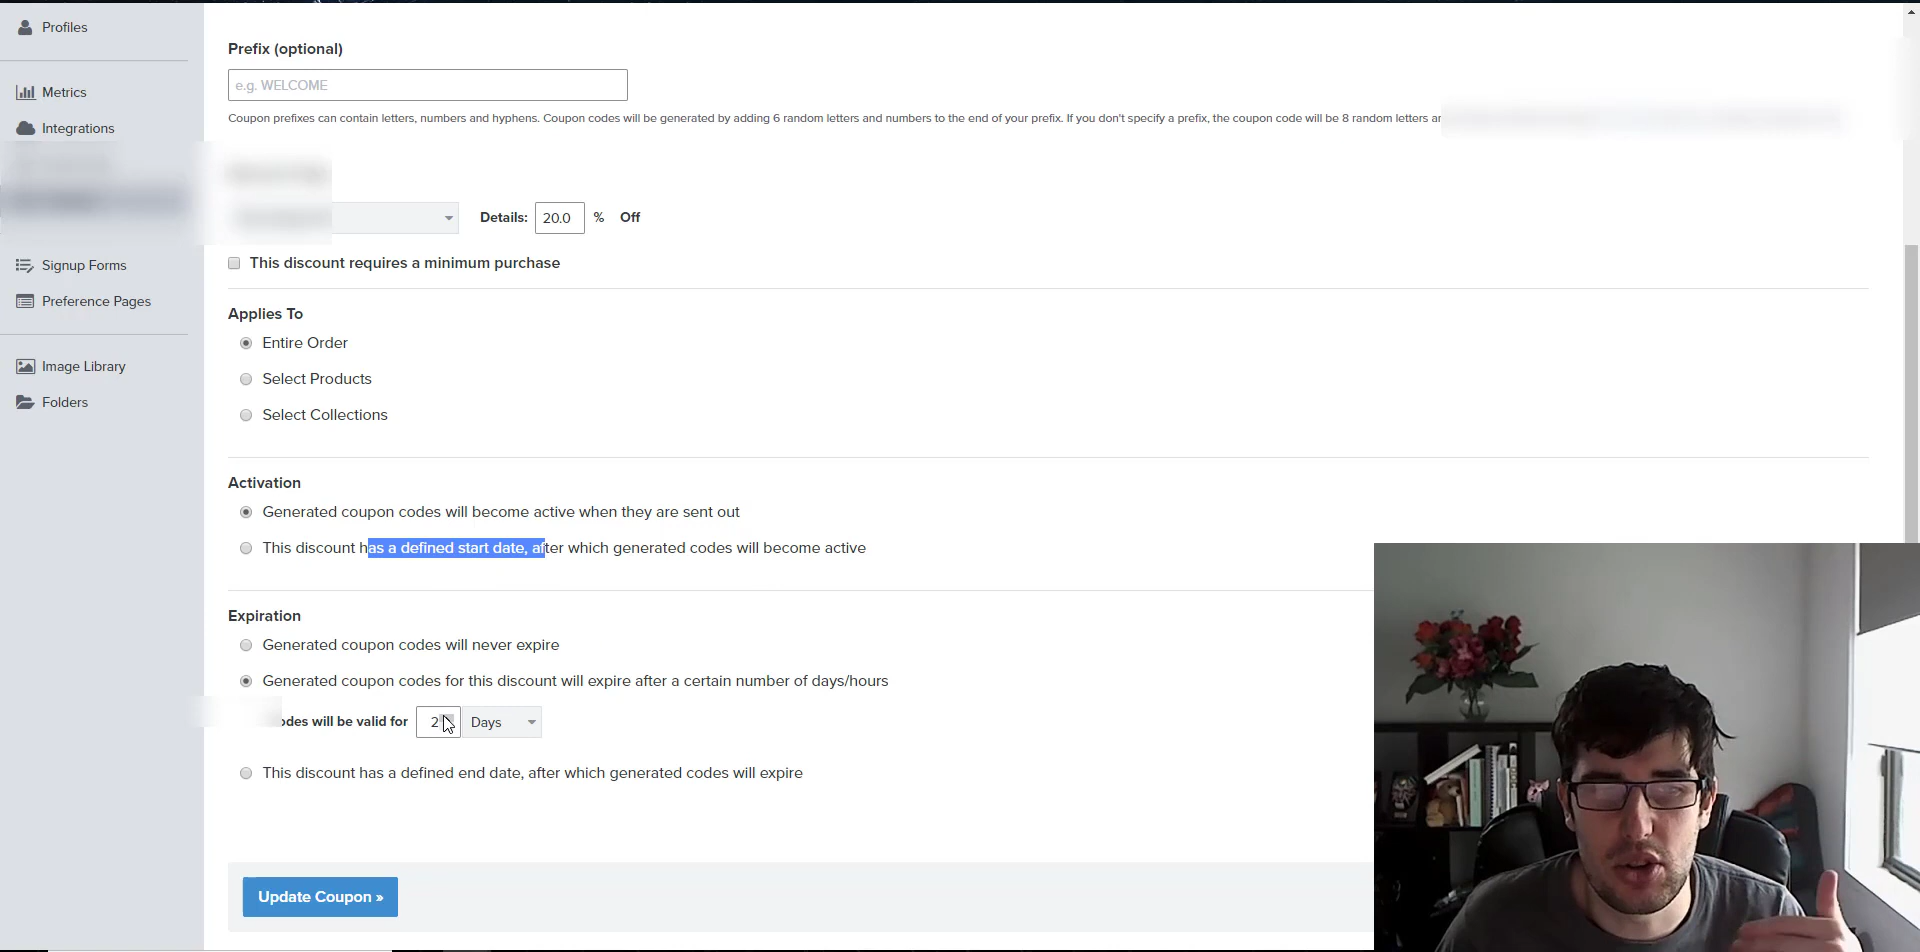 Profiles
Metrics
Integrations
Signup Forms
Preference Pages
Image Library
Folders
Prefix (optional)
e.g. WELCOME
Coupon prefixes can contain letters, numbers and hyphens. Coupon codes will be generated by adding 6 random letters and numbers to the end of your prefix. If you don't specify a prefix, the coupon code will be 8 random letters
Details: 20.0 % Off
This discount requires a minimum purchase
Applies To
Entire Order
Select Products
Select Collections
Activation
Generated coupon codes will become active when they are sent out
This discount has a defined start date, after which generated codes will become active
Expiration
Generated coupon codes will never expire
Generated coupon codes for this discount will expire after a certain number of days/hours
will be valid for 2 Days
This discount has a defined end date, after which generated codes will expire
Update Coupon »